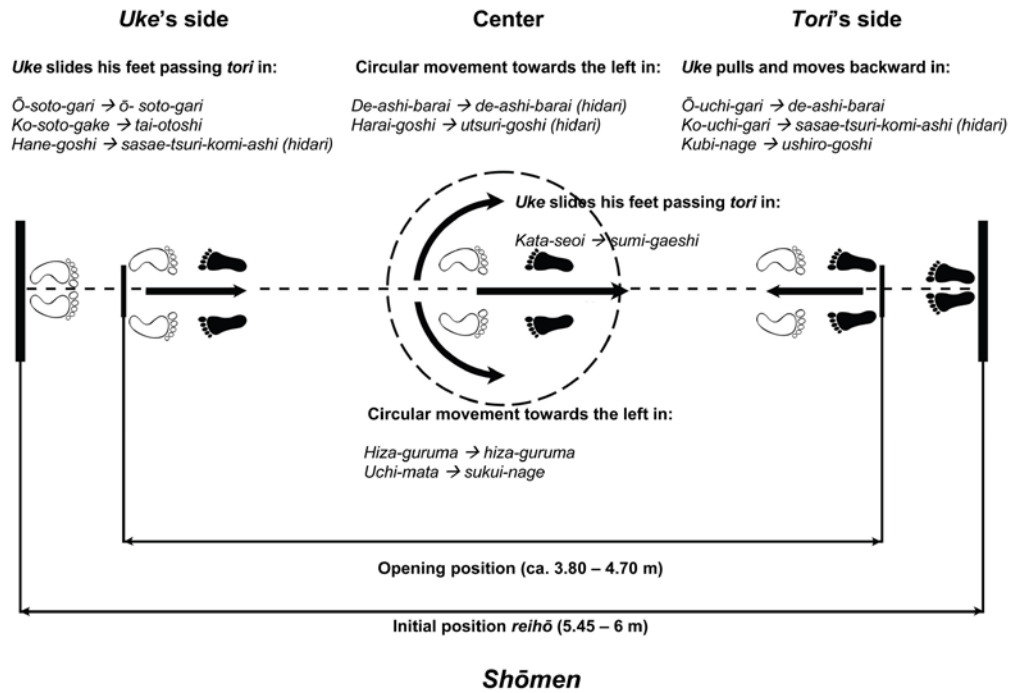 Uke's side
Uke slides his feet passing tori in:
Ō-soto-gari → ō- soto-gari
Ko-soto-gake → tai-otoshi
Hane-goshi → sasae-tsuri-komi-ashi (hidari)
Center
Circular movement towards the left in:
De-ashi-barai → de-ashi-barai (hidari)
Harai-goshi → utsuri-goshi (hidari)
Tori's side
Uke pulls and moves backward in:
Ō-uchi-gari → de-ashi-barai
Ko-uchi-gari → sasae-tsuri-komi-ashi (hidari)
Kubi-nage → ushiro-goshi
Uke slides his feet passing tori in:
Kata-seoi → sumi-gaeshi
Circular movement towards the left in:
Hiza-guruma → hiza-guruma
Uchi-mata → sukui-nage
Opening position (ca. 3.80 – 4.70 m)
Initial position reihō (5.45 – 6 m)
Shōmen